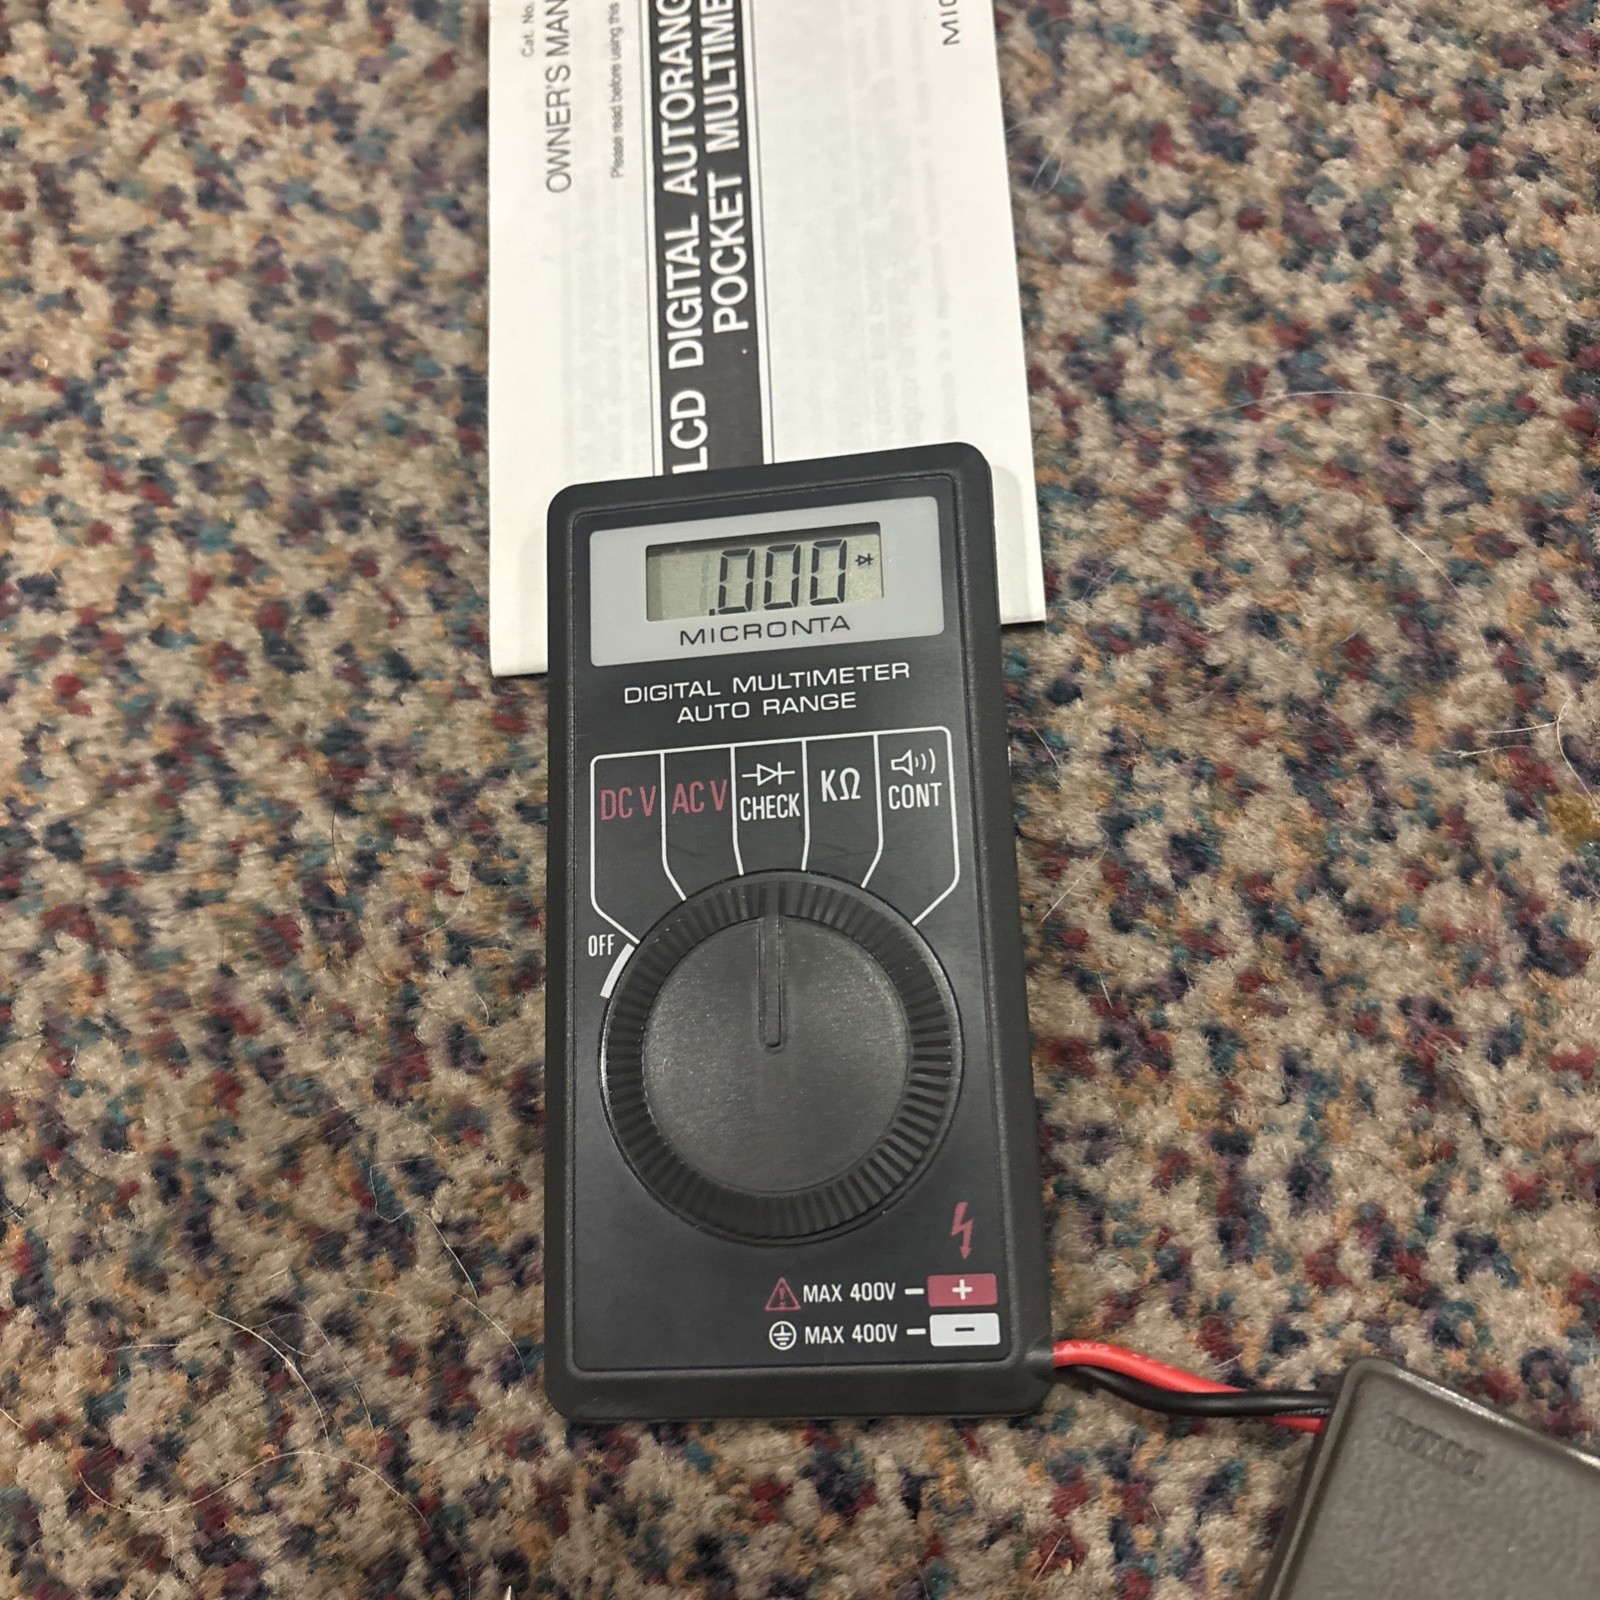 Cat. No.
OWNER'S MAN
Please read before using this
LCD DIGITAL AUTORANG
POCKET MULTIME
MIC
.000
MICRONTA
DIGITAL MULTIMETER
AUTO RANGE
DC V
AC V
CHECK
KΩ
CONT
OFF
MAX 400V
+
MAX 400V
−
AWG